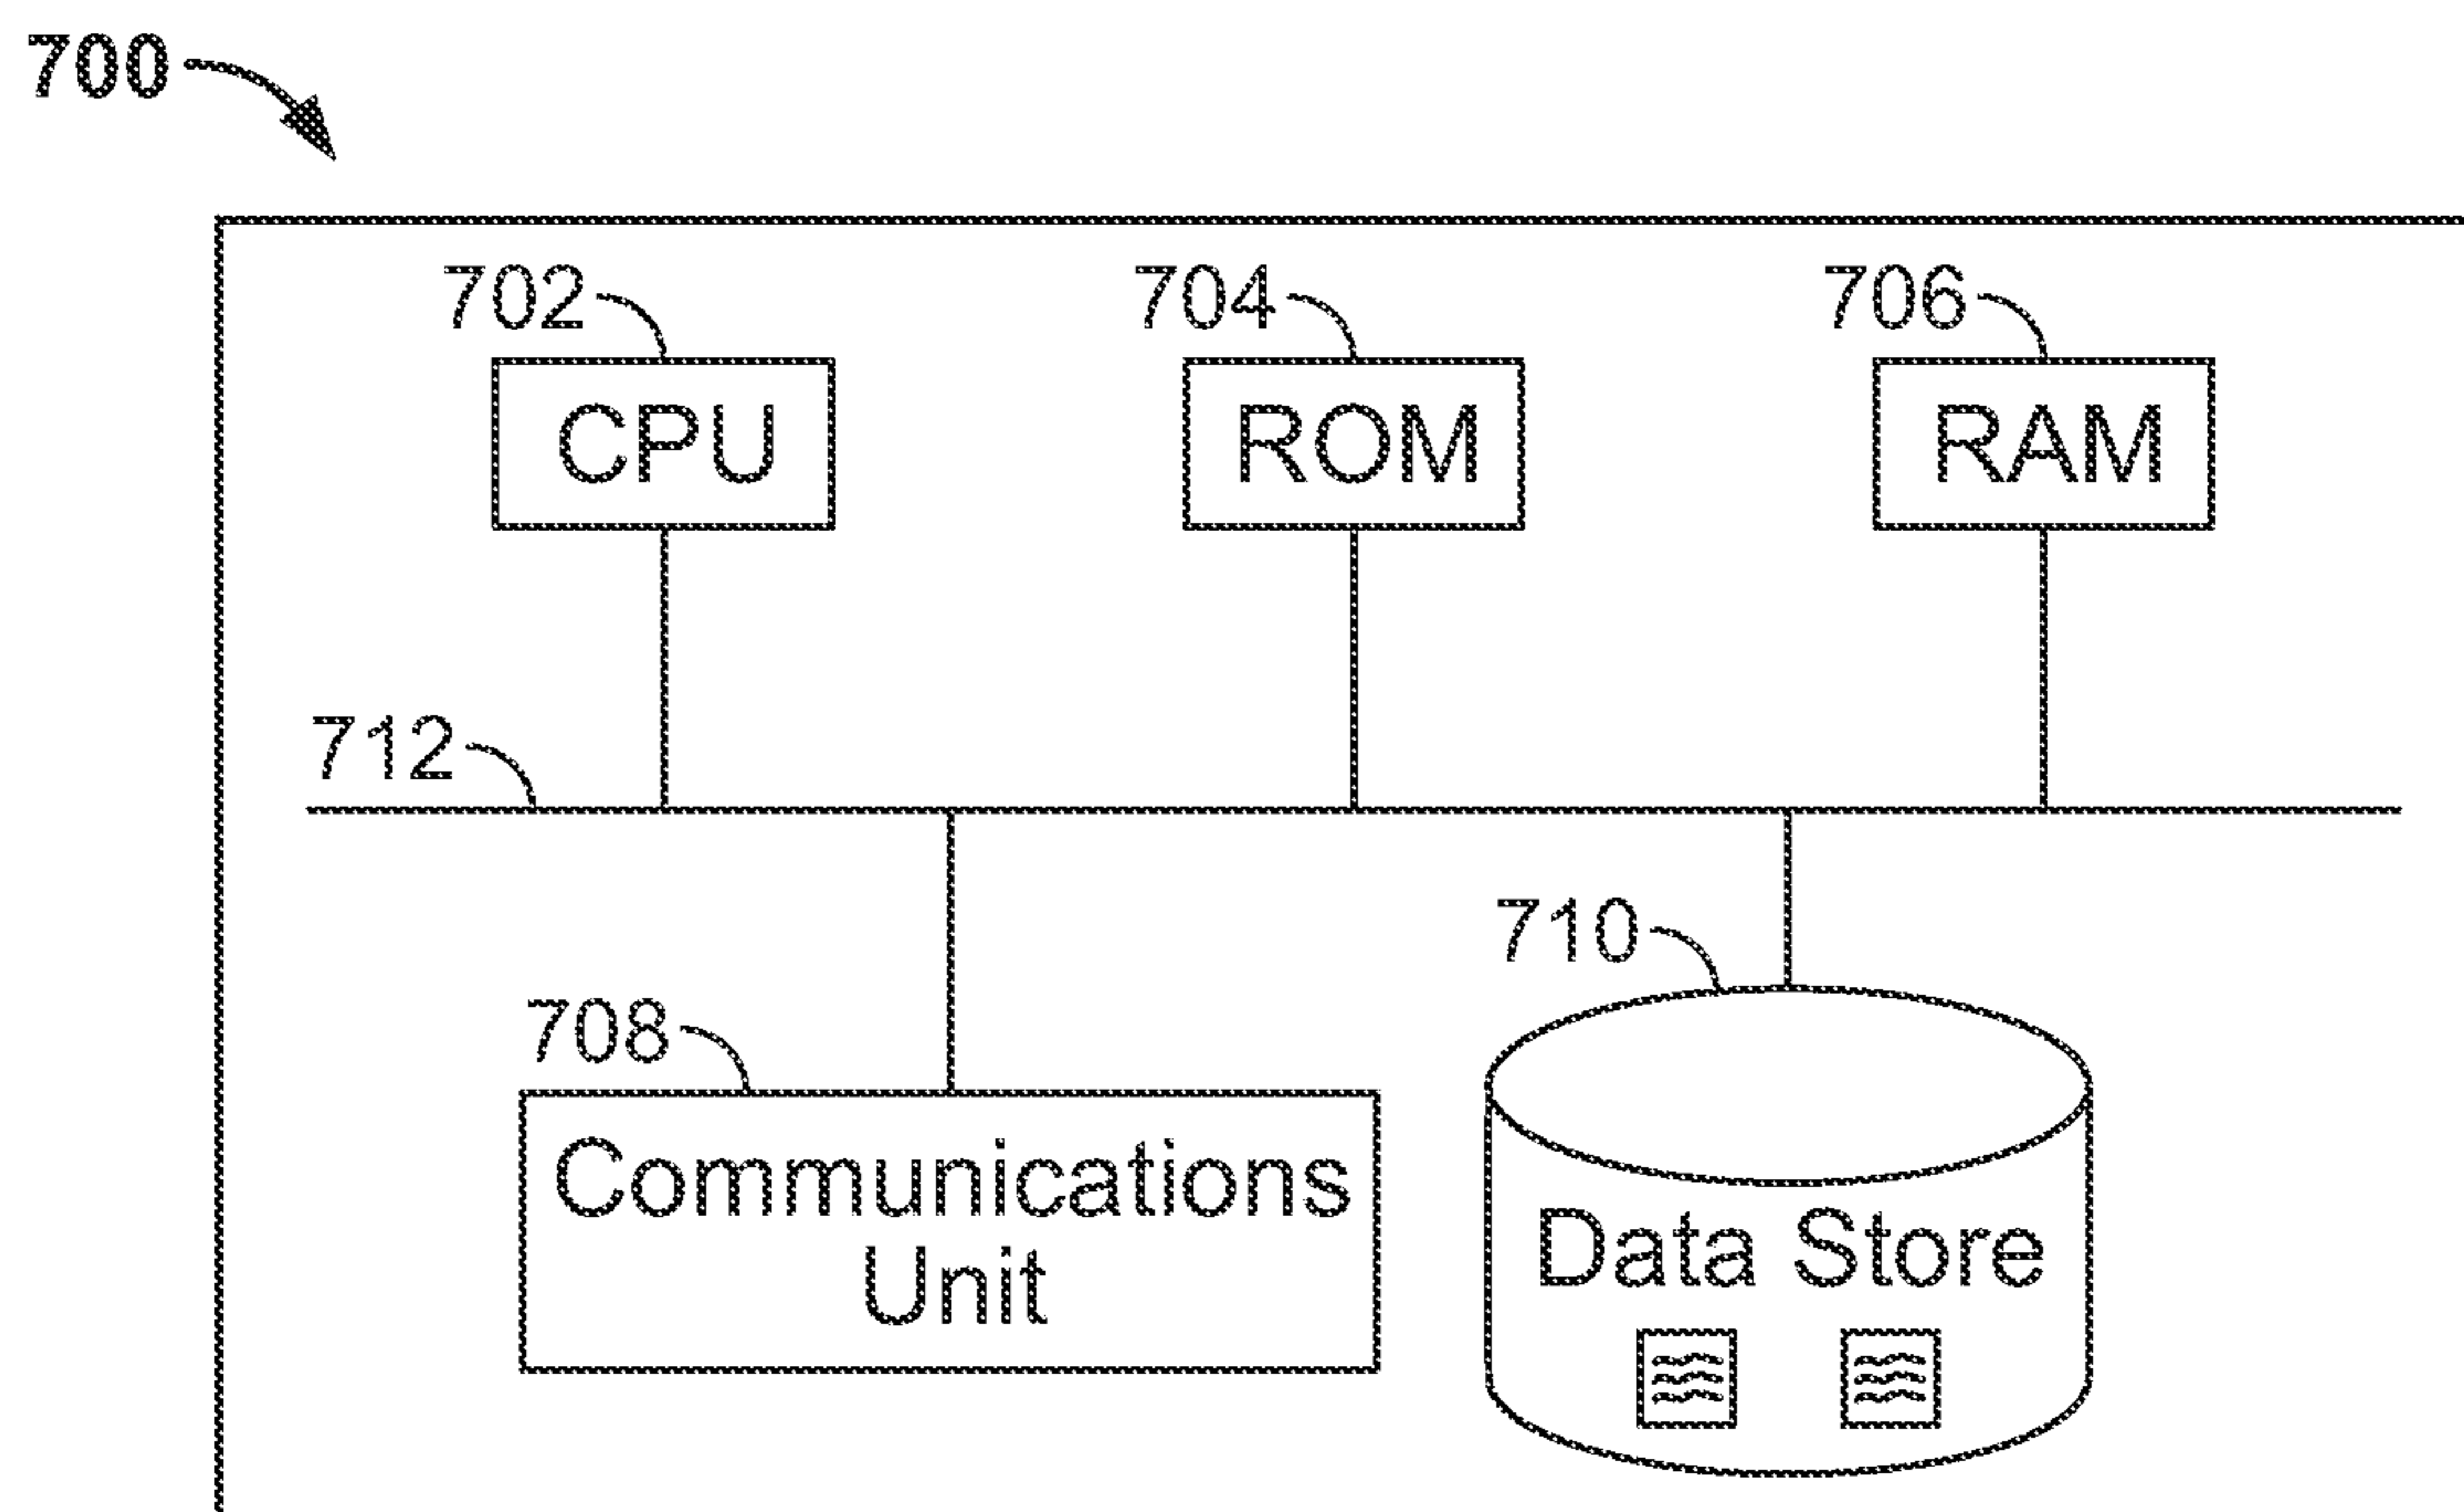 700
702
704
706
CPU
ROM
RAM
712
710
708
Communications
Unit
Data Store